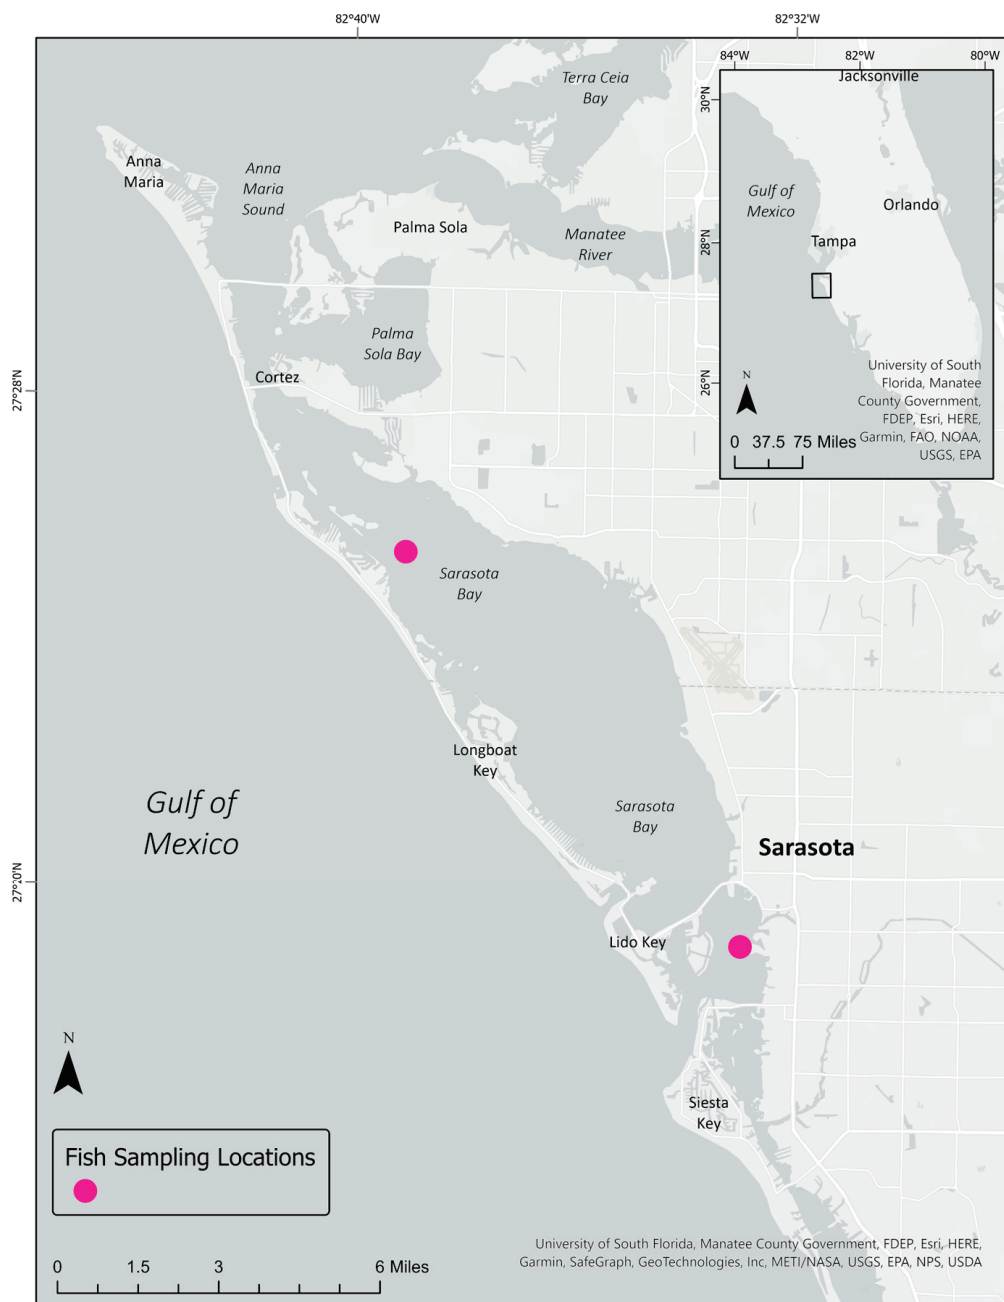 82°40'W
82°32'W
84°W
82°W
80°W
Jacksonville
30°N
Gulf of
Mexico
Orlando
28°N
Tampa
26°N
University of South
Florida, Manatee
County Government,
FDEP, Esri, HERE,
Garmin, FAO, NOAA,
USGS, EPA
N
0 37.5 75 Miles
Terra Ceia
Bay
Anna
Maria
Anna
Maria
Sound
Palma Sola
Manatee
River
Palma
Sola Bay
Cortez
27°28'N
Sarasota
Bay
Longboat
Key
Gulf of
Mexico
Sarasota
Bay
Sarasota
27°20'N
Lido Key
N
Siesta
Key
Fish Sampling Locations
0 1.5 3 6 Miles
University of South Florida, Manatee County Government, FDEP, Esri, HERE,
Garmin, SafeGraph, GeoTechnologies, Inc, METI/NASA, USGS, EPA, NPS, USDA